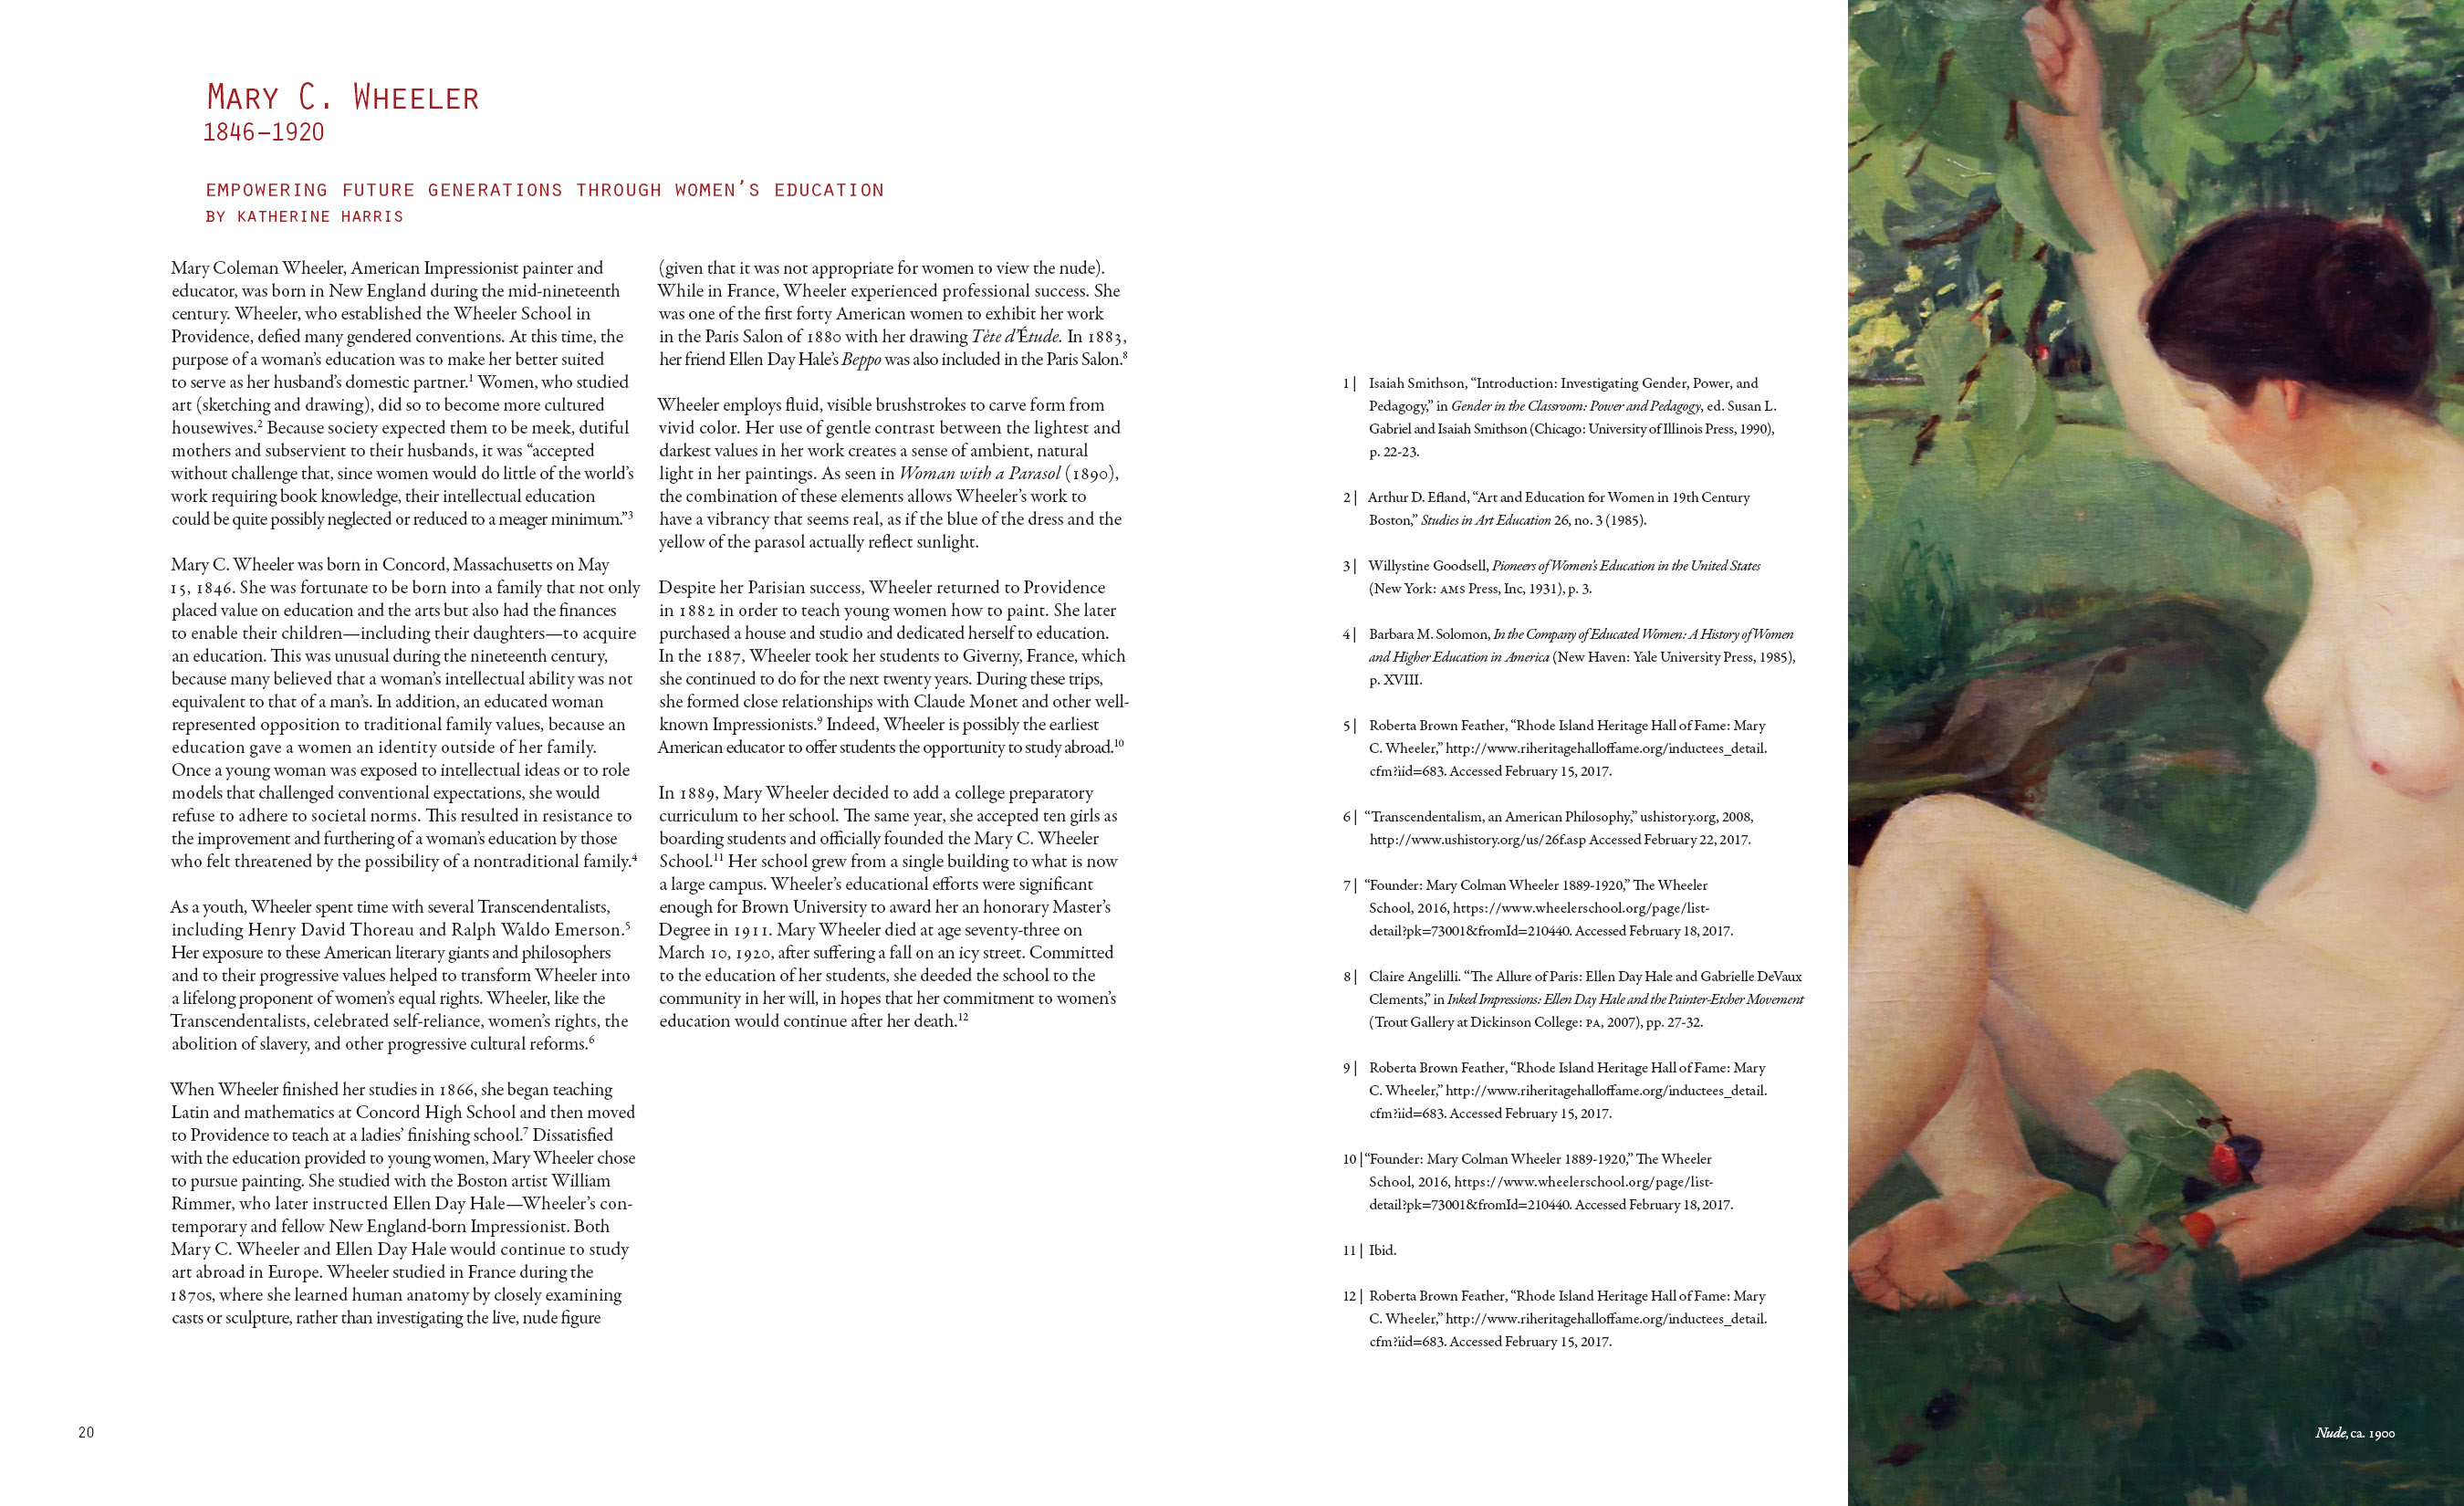 Mary C. Wheeler
1846–1920
EMPOWERING FUTURE GENERATIONS THROUGH WOMEN'S EDUCATION
BY KATHERINE HARRIS
Mary Coleman Wheeler, American Impressionist painter and
educator, was born in New England during the mid-nineteenth
century. Wheeler, who established the Wheeler School in
Providence, defied many gendered conventions. At this time, the
purpose of a woman's education was to make her better suited
to serve as her husband's domestic partner.1 Women, who studied
art (sketching and drawing), did so to become more cultured
housewives.2 Because society expected them to be meek, dutiful
mothers and subservient to their husbands, it was “accepted
without challenge that, since women would do little of the world's
work requiring book knowledge, their intellectual education
could be quite possibly neglected or reduced to a meager minimum.”3
Mary C. Wheeler was born in Concord, Massachusetts on May
15, 1846. She was fortunate to be born into a family that not only
placed value on education and the arts but also had the finances
to enable their children—including their daughters—to acquire
an education. This was unusual during the nineteenth century,
because many believed that a woman's intellectual ability was not
equivalent to that of a man's. In addition, an educated woman
represented opposition to traditional family values, because an
education gave a women an identity outside of her family.
Once a young woman was exposed to intellectual ideas or to role
models that challenged conventional expectations, she would
refuse to adhere to societal norms. This resulted in resistance to
the improvement and furthering of a woman's education by those
who felt threatened by the possibility of a nontraditional family.4
As a youth, Wheeler spent time with several Transcendentalists,
including Henry David Thoreau and Ralph Waldo Emerson.5
Her exposure to these American literary giants and philosophers
and to their progressive values helped to transform Wheeler into
a lifelong proponent of women's equal rights. Wheeler, like the
Transcendentalists, celebrated self-reliance, women's rights, the
abolition of slavery, and other progressive cultural reforms.6
When Wheeler finished her studies in 1866, she began teaching
Latin and mathematics at Concord High School and then moved
to Providence to teach at a ladies' finishing school.7 Dissatisfied
with the education provided to young women, Mary Wheeler chose
to pursue painting. She studied with the Boston artist William
Rimmer, who later instructed Ellen Day Hale—Wheeler's con-
temporary and fellow New England-born Impressionist. Both
Mary C. Wheeler and Ellen Day Hale would continue to study
art abroad in Europe. Wheeler studied in France during the
1870s, where she learned human anatomy by closely examining
casts or sculpture, rather than investigating the live, nude figure
(given that it was not appropriate for women to view the nude).
While in France, Wheeler experienced professional success. She
was one of the first forty American women to exhibit her work
in the Paris Salon of 1880 with her drawing Tète d'Étude. In 1883,
her friend Ellen Day Hale's Beppo was also included in the Paris Salon.8
Wheeler employs fluid, visible brushstrokes to carve form from
vivid color. Her use of gentle contrast between the lightest and
darkest values in her work creates a sense of ambient, natural
light in her paintings. As seen in Woman with a Parasol (1890),
the combination of these elements allows Wheeler's work to
have a vibrancy that seems real, as if the blue of the dress and the
yellow of the parasol actually reflect sunlight.
Despite her Parisian success, Wheeler returned to Providence
in 1882 in order to teach young women how to paint. She later
purchased a house and studio and dedicated herself to education.
In the 1887, Wheeler took her students to Giverny, France, which
she continued to do for the next twenty years. During these trips,
she formed close relationships with Claude Monet and other well-
known Impressionists.9 Indeed, Wheeler is possibly the earliest
American educator to offer students the opportunity to study abroad.10
In 1889, Mary Wheeler decided to add a college preparatory
curriculum to her school. The same year, she accepted ten girls as
boarding students and officially founded the Mary C. Wheeler
School.11 Her school grew from a single building to what is now
a large campus. Wheeler's educational efforts were significant
enough for Brown University to award her an honorary Master's
Degree in 1911. Mary Wheeler died at age seventy-three on
March 10, 1920, after suffering a fall on an icy street. Committed
to the education of her students, she deeded the school to the
community in her will, in hopes that her commitment to women's
education would continue after her death.12
1 | Isaiah Smithson, “Introduction: Investigating Gender, Power, and
Pedagogy,” in Gender in the Classroom: Power and Pedagogy, ed. Susan L.
Gabriel and Isaiah Smithson (Chicago: University of Illinois Press, 1990),
p. 22-23.
2 | Arthur D. Efland, “Art and Education for Women in 19th Century
Boston,” Studies in Art Education 26, no. 3 (1985).
3 | Willystine Goodsell, Pioneers of Women's Education in the United States
(New York: AMS Press, Inc, 1931), p. 3.
4 | Barbara M. Solomon, In the Company of Educated Women: A History of Women
and Higher Education in America (New Haven: Yale University Press, 1985),
p. XVIII.
5 | Roberta Brown Feather, “Rhode Island Heritage Hall of Fame: Mary
C. Wheeler,” http://www.riheritagehalloffame.org/inductees_detail.
cfm?iid=683. Accessed February 15, 2017.
6 | “Transcendentalism, an American Philosophy,” ushistory.org, 2008,
http://www.ushistory.org/us/26f.asp Accessed February 22, 2017.
7 | “Founder: Mary Colman Wheeler 1889-1920,” The Wheeler
School, 2016, https://www.wheelerschool.org/page/list-
detail?pk=73001&fromId=210440. Accessed February 18, 2017.
8 | Claire Angelilli. “The Allure of Paris: Ellen Day Hale and Gabrielle DeVaux
Clements,” in Inked Impressions: Ellen Day Hale and the Painter-Etcher Movement
(Trout Gallery at Dickinson College: PA, 2007), pp. 27-32.
9 | Roberta Brown Feather, “Rhode Island Heritage Hall of Fame: Mary
C. Wheeler,” http://www.riheritagehalloffame.org/inductees_detail.
cfm?iid=683. Accessed February 15, 2017.
10 | “Founder: Mary Colman Wheeler 1889-1920,” The Wheeler
School, 2016, https://www.wheelerschool.org/page/list-
detail?pk=73001&fromId=210440. Accessed February 18, 2017.
11 | Ibid.
12 | Roberta Brown Feather, “Rhode Island Heritage Hall of Fame: Mary
C. Wheeler,” http://www.riheritagehalloffame.org/inductees_detail.
cfm?iid=683. Accessed February 15, 2017.
20
Nude, ca. 1900